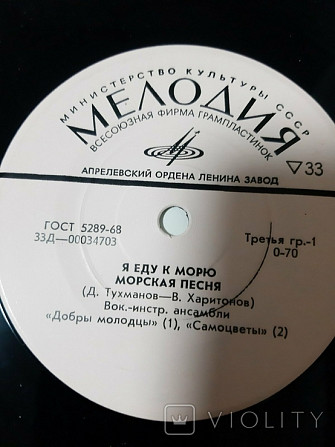 МИНИСТЕРСТВО КУЛЬТУРЫ СССР
МЕЛОДИЯ
ВСЕСОЮЗНАЯ ФИРМА ГРАМПЛАСТИНОК
33
АПРЕЛЕВСКИЙ ОРДЕНА ЛЕНИНА ЗАВОД
ГОСТ 5289-68
33Д—00034703
Третья гр.-1
0-70
Я ЕДУ К МОРЮ
МОРСКАЯ ПЕСНЯ
(Д. Тухманов—В. Харитонов)
Вок.-инстр. ансамбли
«Добры молодцы» (1), «Самоцветы» (2)
VIOLITY